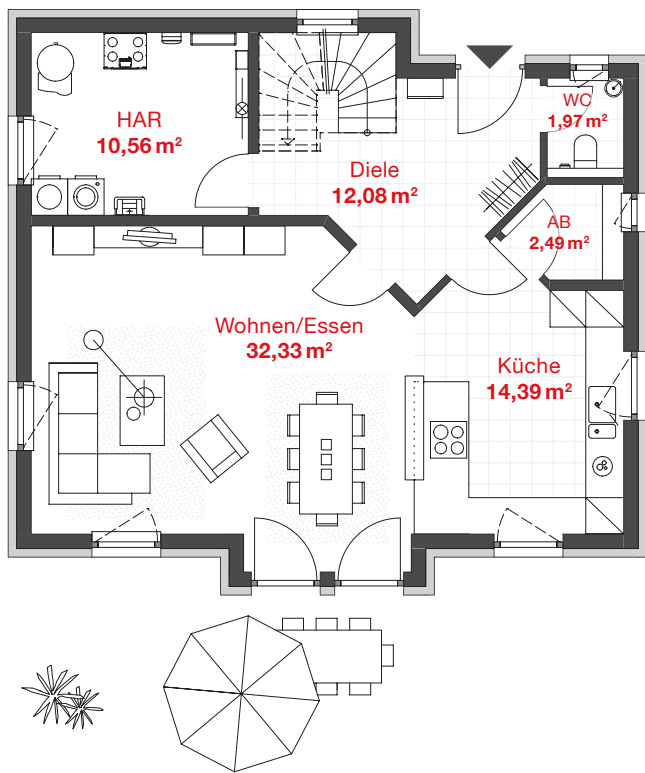 WC
1,97 m²
HAR
10,56 m²
Diele
12,08 m²
AB
2,49 m²
Wohnen/Essen
32,33 m²
Küche
14,39 m²